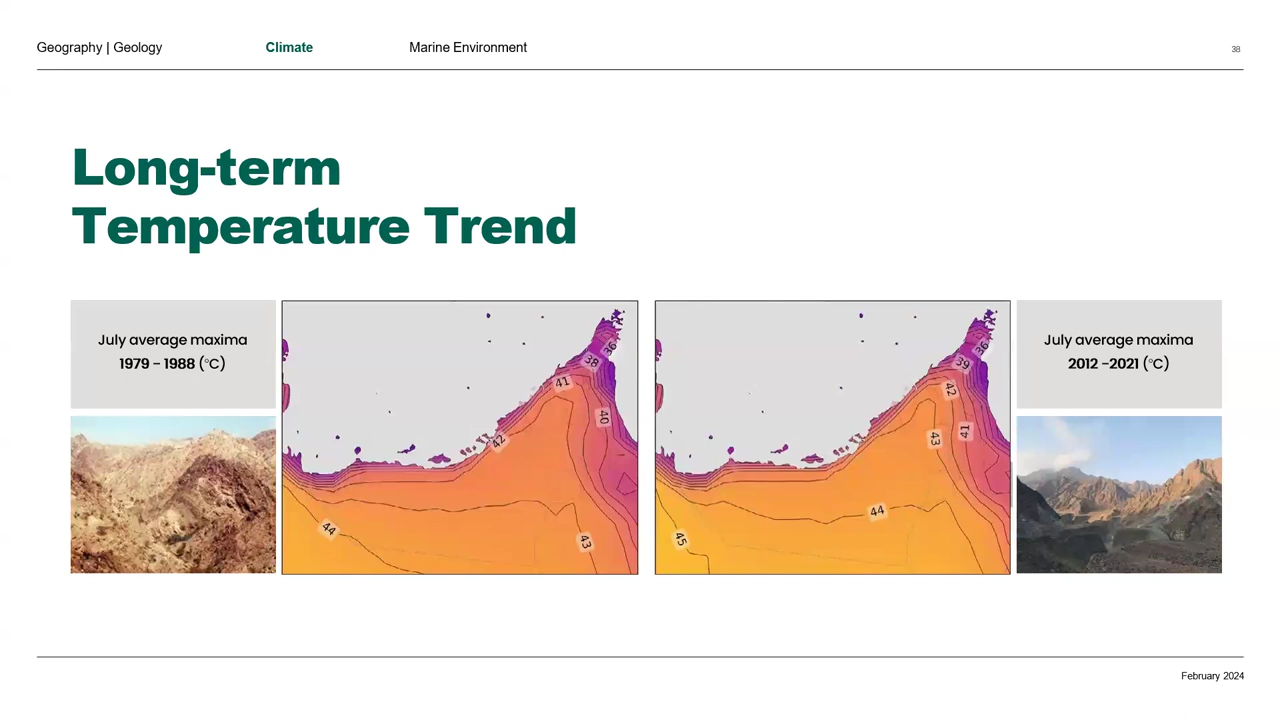 Geography | Geology
Climate
Marine Environment
38
Long-term
Temperature Trend
July average maxima
1979 – 1988 (°C)
36
38
41
40
42
44
43
36
39
42
41
43
44
45
July average maxima
2012 –2021 (°C)
February 2024